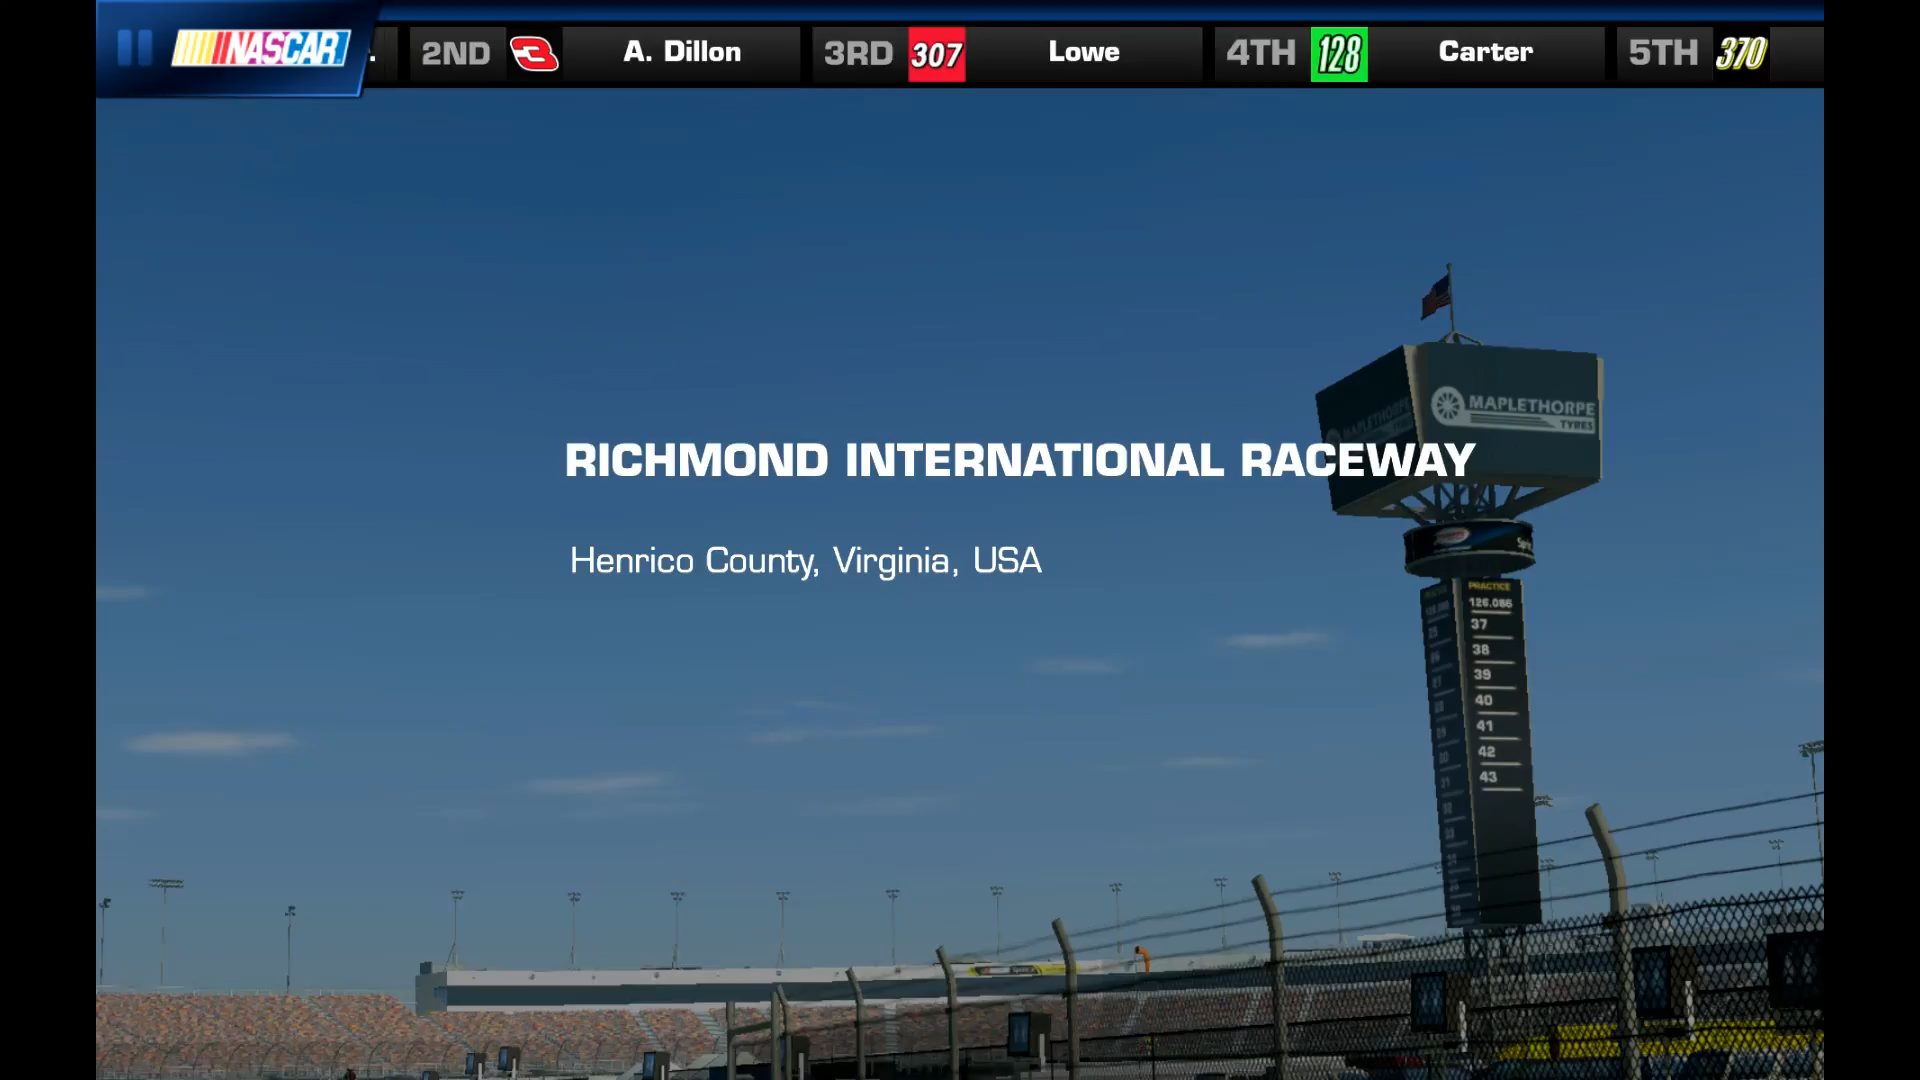 NASCAR. 2ND 3 A. Dillon 3RD 307 Lowe 4TH 128 Carter 5TH 370
MAPLETHORPE
TYRES
RICHMOND INTERNATIONAL RACEWAY
Henrico County, Virginia, USA
PRACTICE
126.086
37
38
39
40
41
42
43